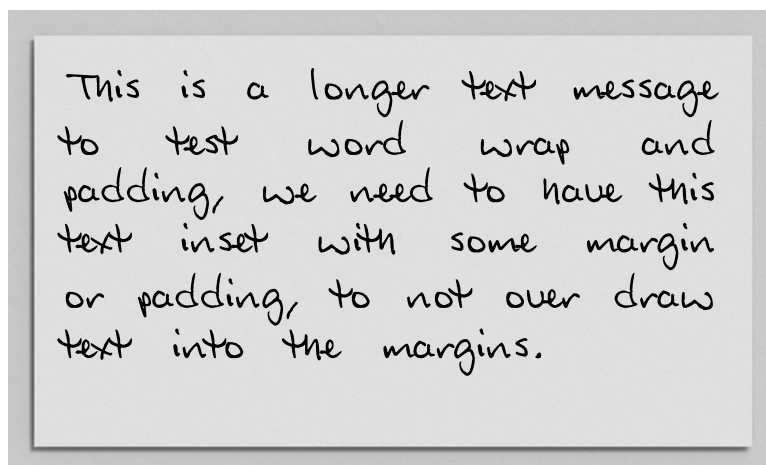 This is a longer text message
to test word wrap and
padding, we need to have this
text inset with some margin
or padding, to not over draw
text into the margins.